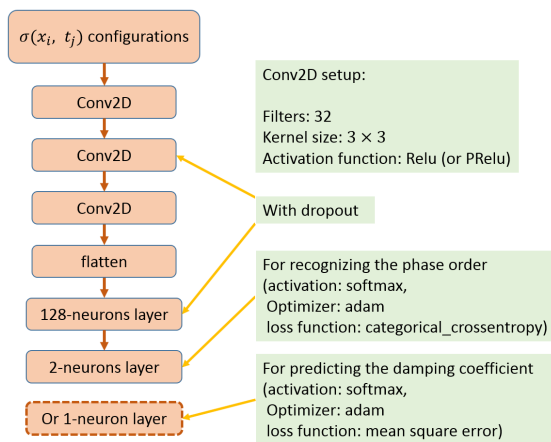 σ(xᵢ, tⱼ) configurations
Conv2D
Conv2D
Conv2D
flatten
128-neurons layer
2-neurons layer
Or 1-neuron layer
Conv2D setup:
Filters: 32
Kernel size: 3 × 3
Activation function: Relu (or PRelu)
With dropout
For recognizing the phase order
(activation: softmax,
Optimizer: adam
loss function: categorical_crossentropy)
For predicting the damping coefficient
(activation: softmax,
Optimizer: adam
loss function: mean square error)